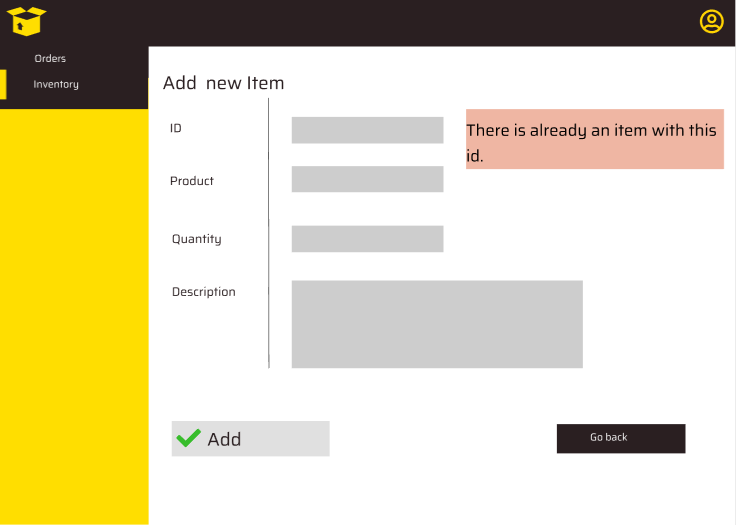 Orders
Inventory
Add new Item
ID
There is already an item with this
id.
Product
Quantity
Description
Add
Go back